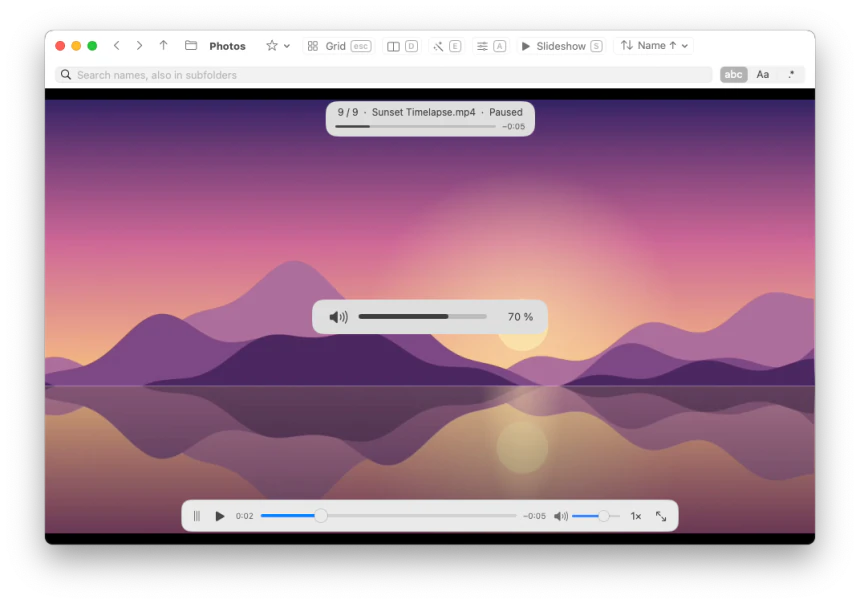 Photos Grid esc D E A Slideshow S Name
Search names, also in subfolders abc Aa .*
9 / 9 · Sunset Timelapse.mp4 · Paused
−0:05
70 %
0:02 −0:05 1×